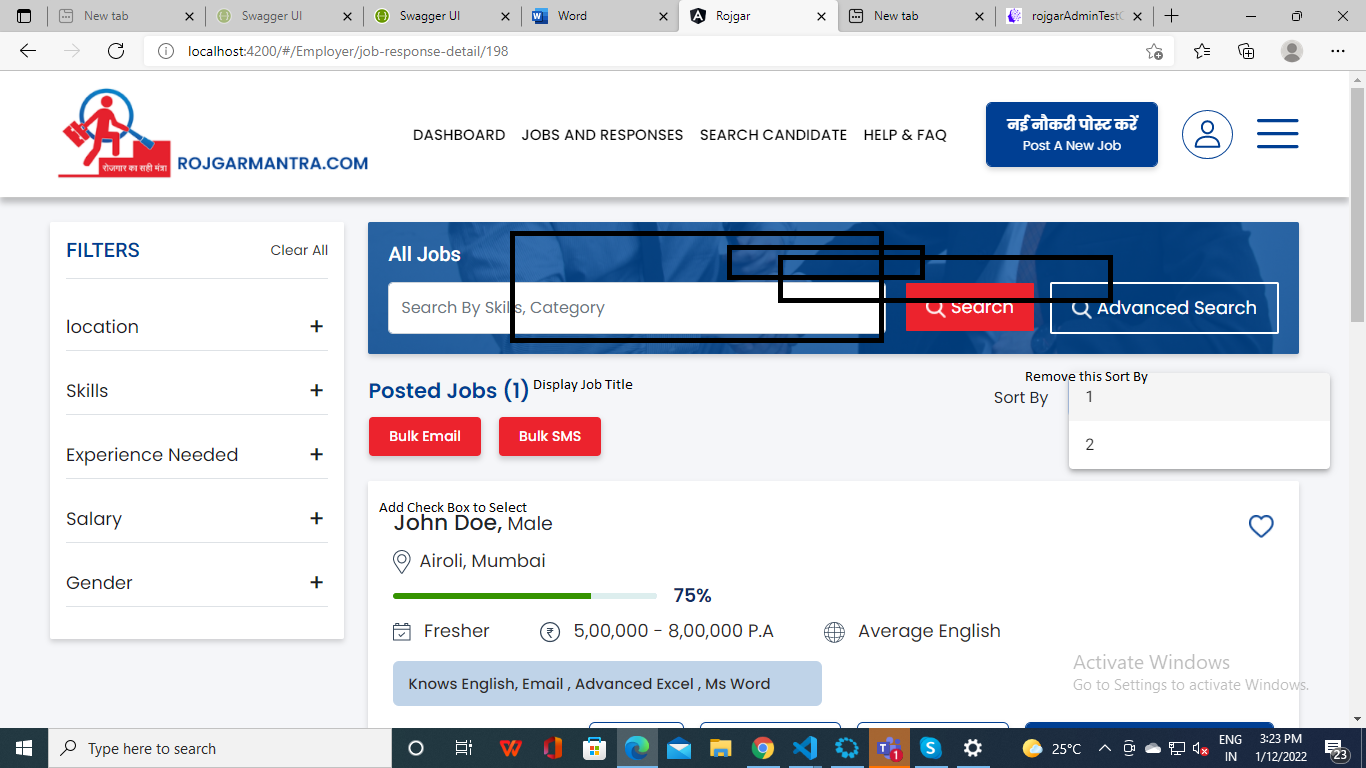 New tab
Swagger UI
Swagger UI
Word
Rojgar
New tab
rojgarAdminTest
localhost:4200/#/Employer/job-response-detail/198
रोजगार का सही मंत्रा
ROJGARMANTRA.COM
DASHBOARD
JOBS AND RESPONSES
SEARCH CANDIDATE
HELP & FAQ
नई नौकरी पोस्ट करें
Post A New Job
FILTERS
Clear All
location
+
Skills
+
Experience Needed
+
Salary
+
Gender
+
All Jobs
Search By Skills, Category
Search
Advanced Search
Posted Jobs (1)
Display Job Title
Remove this Sort By
Sort By
1
2
Bulk Email
Bulk SMS
Add Check Box to Select
John Doe, Male
Airoli, Mumbai
75%
Fresher
5,00,000 - 8,00,000 P.A
Average English
Knows English, Email , Advanced Excel , Ms Word
Activate Windows
Go to Settings to activate Windows.
Type here to search
1
25°C
ENG
IN
3:23 PM
1/12/2022
23